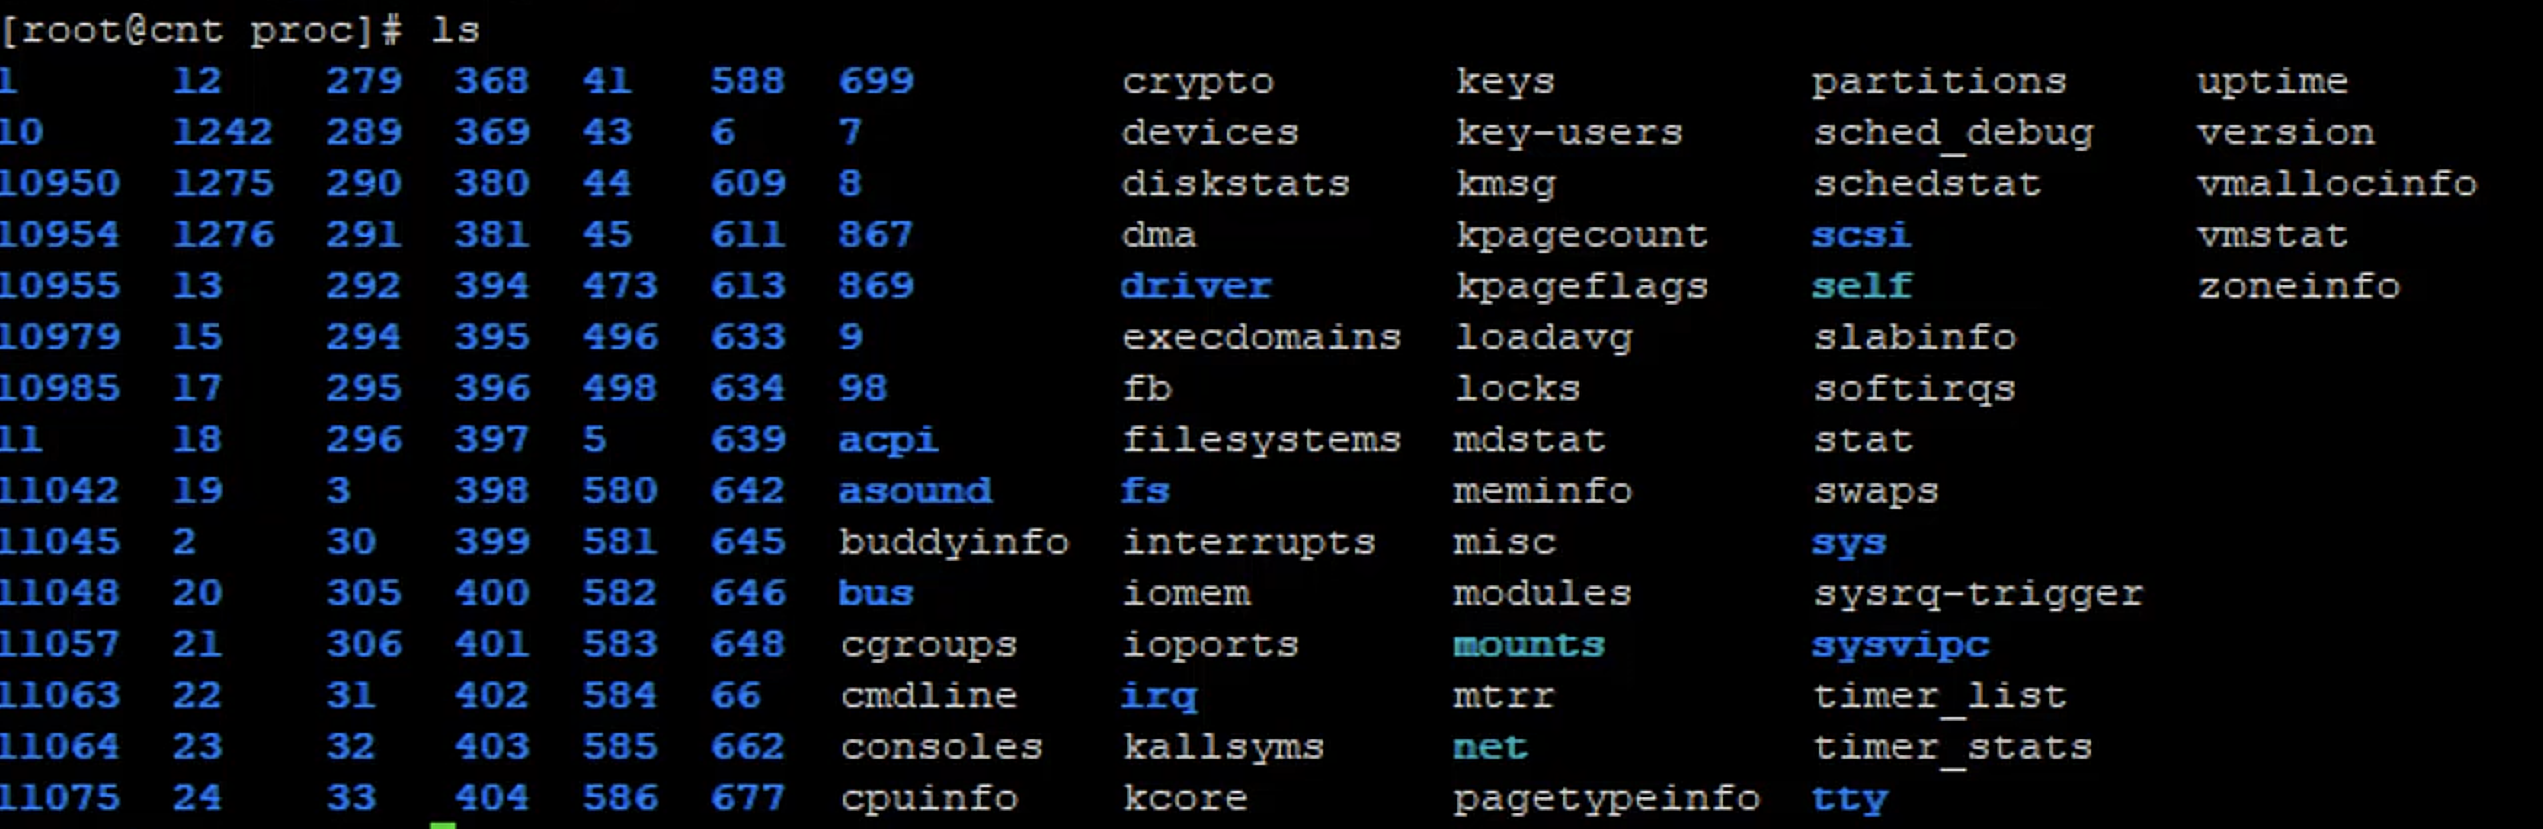 [root@cnt proc]# ls
1 12 279 368 41 588 699 crypto keys partitions uptime
10 1242 289 369 43 6 7 devices key-users sched_debug version
10950 1275 290 380 44 609 8 diskstats kmsg schedstat vmallocinfo
10954 1276 291 381 45 611 867 dma kpagecount scsi vmstat
10955 13 292 394 473 613 869 driver kpageflags self zoneinfo
10979 15 294 395 496 633 9 execdomains loadavg slabinfo
10985 17 295 396 498 634 98 fb locks softirqs
11 18 296 397 5 639 acpi filesystems mdstat stat
11042 19 3 398 580 642 asound fs meminfo swaps
11045 2 30 399 581 645 buddyinfo interrupts misc sys
11048 20 305 400 582 646 bus iomem modules sysrq-trigger
11057 21 306 401 583 648 cgroups ioports mounts sysvipc
11063 22 31 402 584 66 cmdline irq mtrr timer_list
11064 23 32 403 585 662 consoles kallsyms net timer_stats
11075 24 33 404 586 677 cpuinfo kcore pagetypeinfo tty